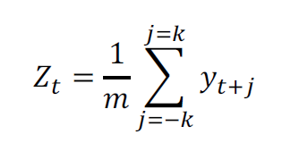 Z_t = \frac{1}{m} \sum_{j=-k}^{j=k} y_{t+j}